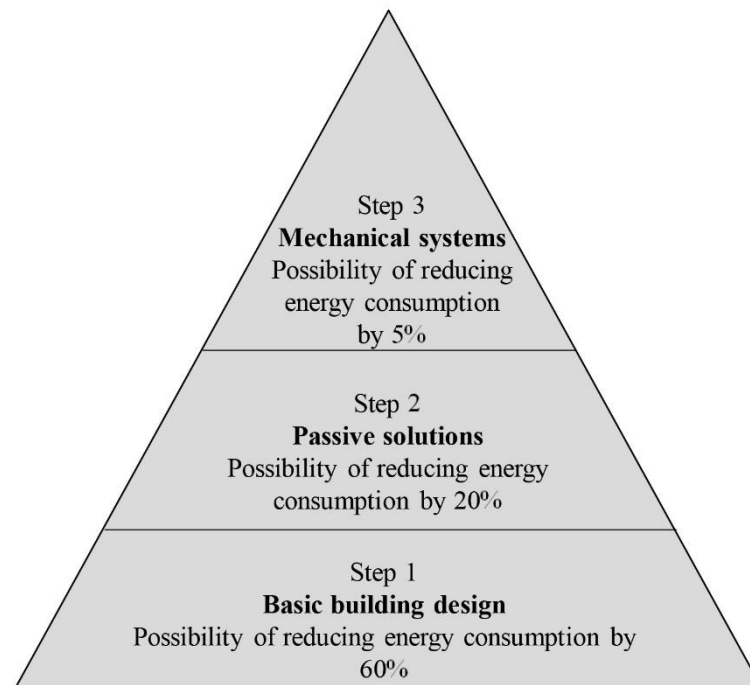 Step 3
Mechanical systems
Possibility of reducing
energy consumption
by 5%
Step 2
Passive solutions
Possibility of reducing energy
consumption by 20%
Step 1
Basic building design
Possibility of reducing energy consumption by
60%